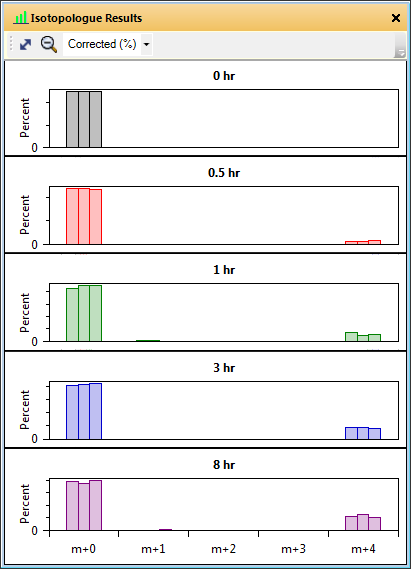 Isotopologue Results
Corrected (%)
0 hr
Percent
0
0.5 hr
Percent
0
1 hr
Percent
0
3 hr
Percent
0
8 hr
Percent
0
m+0 m+1 m+2 m+3 m+4